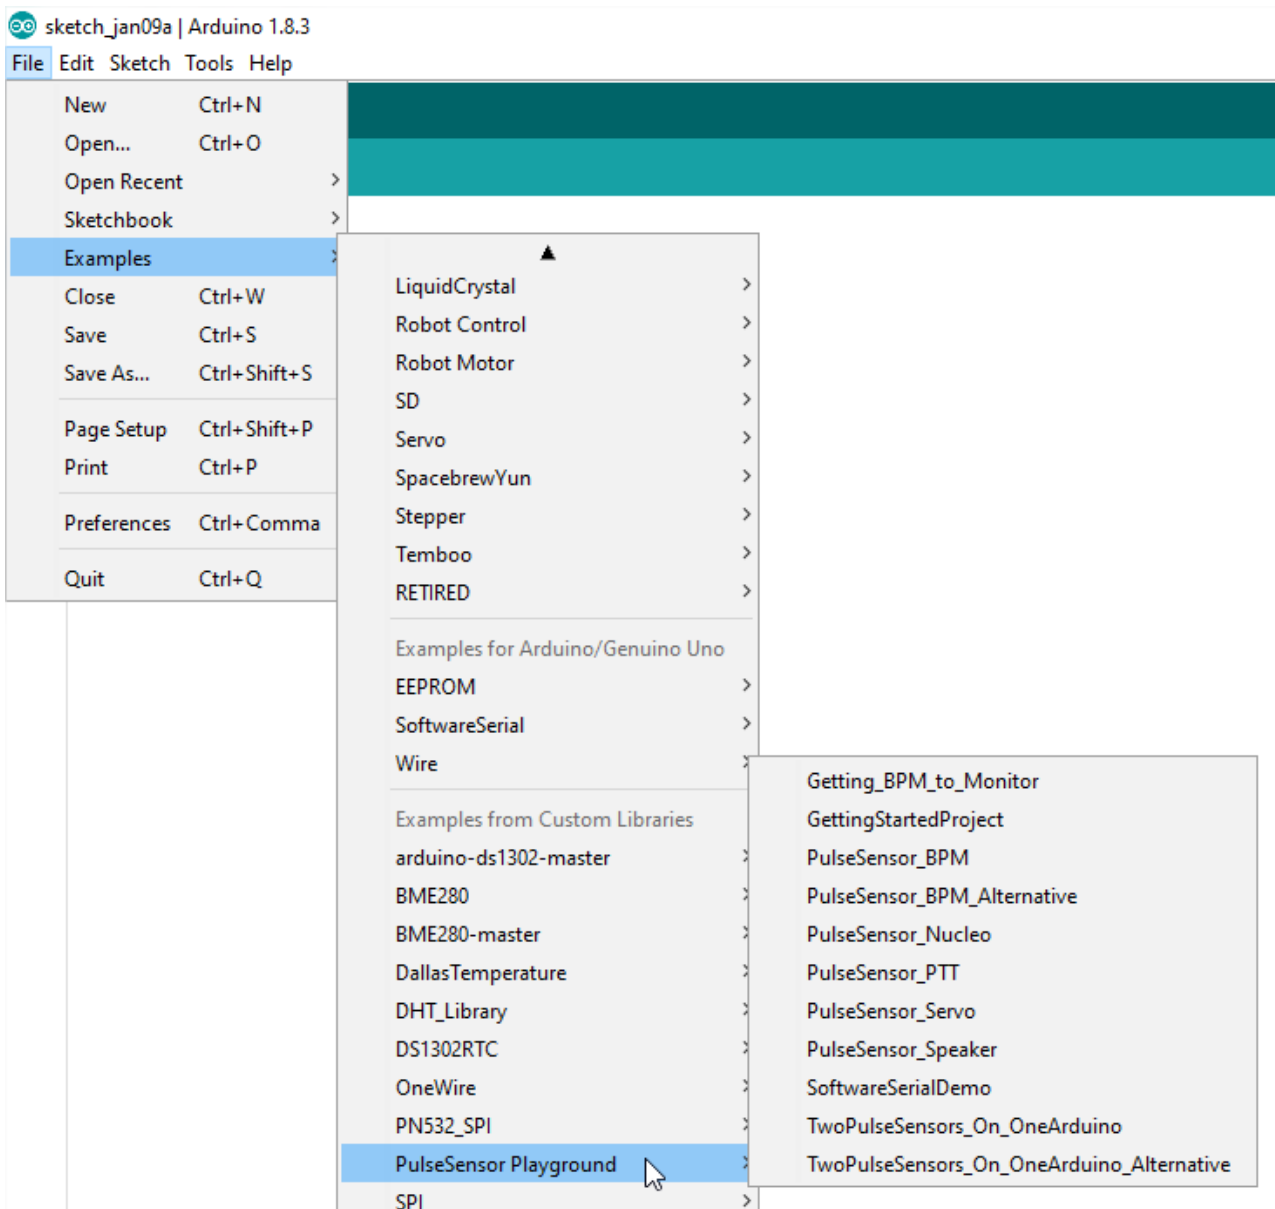 sketch_jan09a | Arduino 1.8.3
File Edit Sketch Tools Help
New Ctrl+N
Open... Ctrl+O
Open Recent
Sketchbook
Examples
Close Ctrl+W
Save Ctrl+S
Save As... Ctrl+Shift+S
Page Setup Ctrl+Shift+P
Print Ctrl+P
Preferences Ctrl+Comma
Quit Ctrl+Q
LiquidCrystal
Robot Control
Robot Motor
SD
Servo
SpacebrewYun
Stepper
Temboo
RETIRED
Examples for Arduino/Genuino Uno
EEPROM
SoftwareSerial
Wire
Examples from Custom Libraries
arduino-ds1302-master
BME280
BME280-master
DallasTemperature
DHT_Library
DS1302RTC
OneWire
PN532_SPI
PulseSensor Playground
SPI
Getting_BPM_to_Monitor
GettingStartedProject
PulseSensor_BPM
PulseSensor_BPM_Alternative
PulseSensor_Nucleo
PulseSensor_PTT
PulseSensor_Servo
PulseSensor_Speaker
SoftwareSerialDemo
TwoPulseSensors_On_OneArduino
TwoPulseSensors_On_OneArduino_Alternative